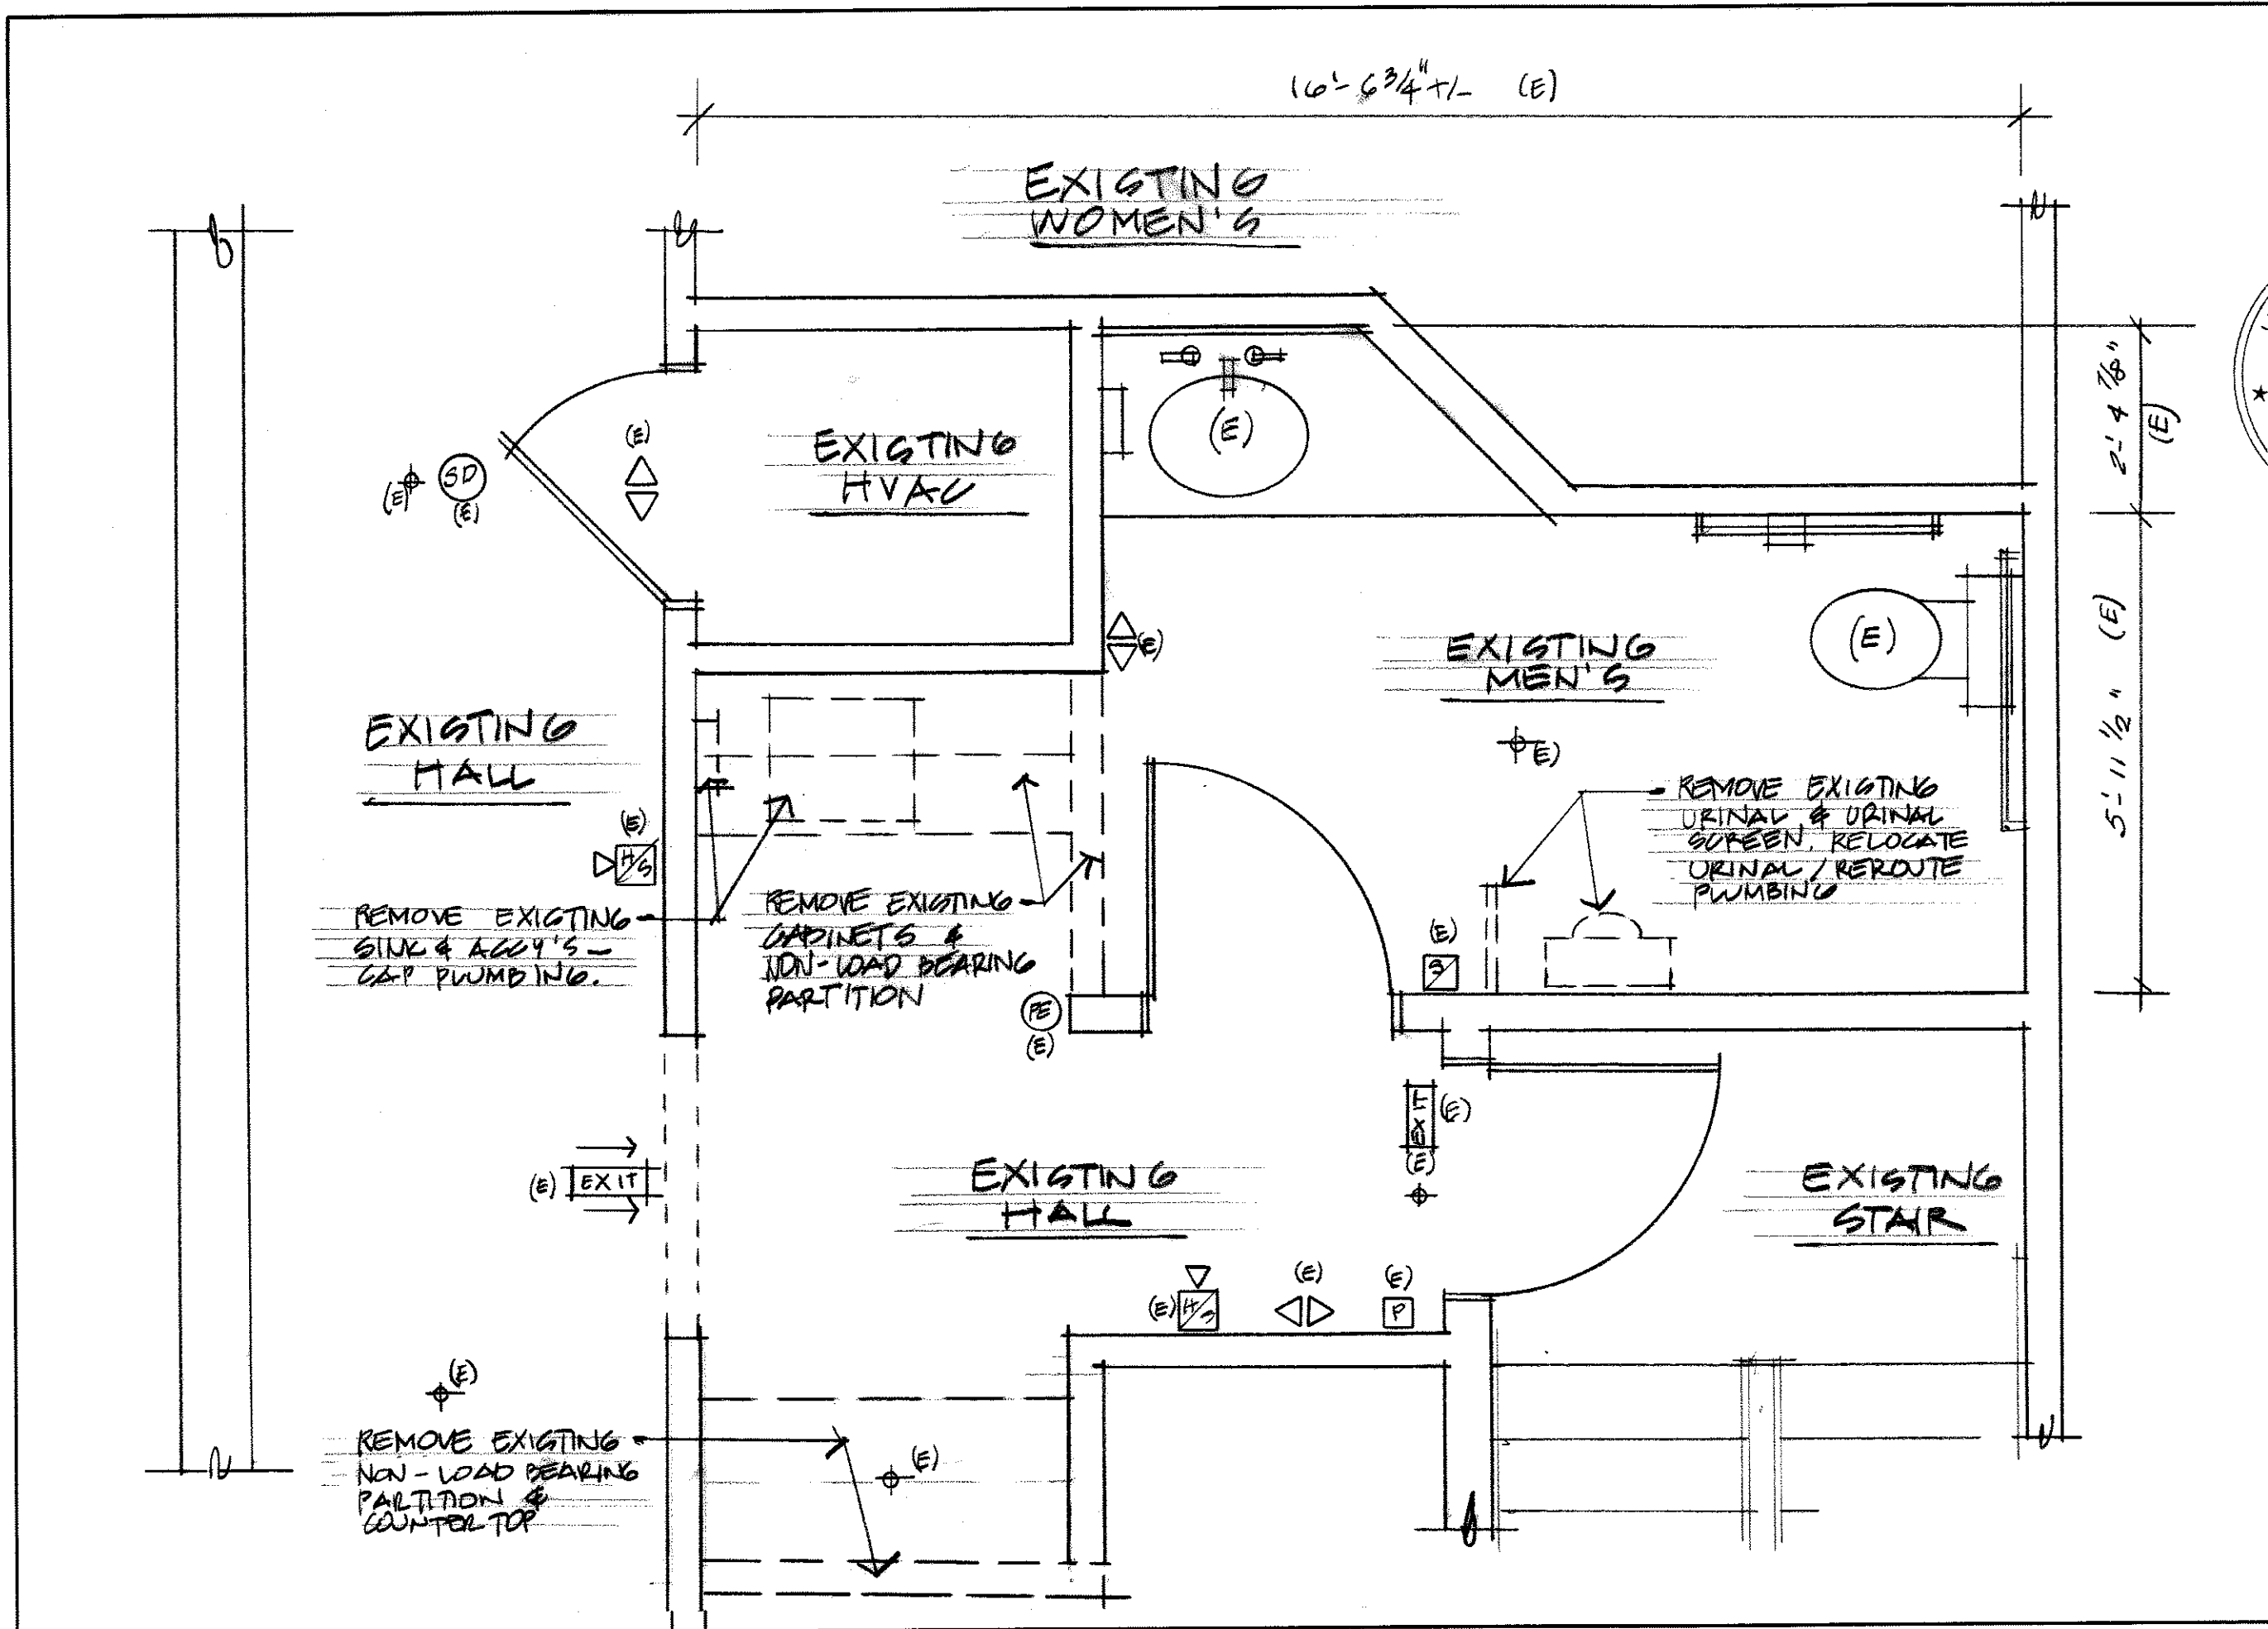 16'-6 3/4" +/- (E)
EXISTING
WOMEN'S
2'-4 7/8"
(E)
(E)
(E)
EXISTING
HVAC
(E)
SD
(E)
(E)
5'-11 1/2" (E)
(E)
EXISTING
MEN'S
(E)
EXISTING
HALL
(E)
REMOVE EXISTING
URINAL & URINAL
SCREEN, RELOCATE
URINAL / REROUTE
PLUMBING
(E)
H/S
REMOVE EXISTING
SINK & ACCY'S –
CAP PLUMBING.
REMOVE EXISTING
CABINETS &
NON-LOAD BEARING
PARTITION
(E)
S
FE
(E)
EXIT
(E)
(E)
(E)
EXIT
EXISTING
HALL
EXISTING
STAIR
(E)
H/S
(E)
(E)
P
(E)
REMOVE EXISTING
NON-LOAD BEARING
PARTITION &
COUNTER TOP
(E)